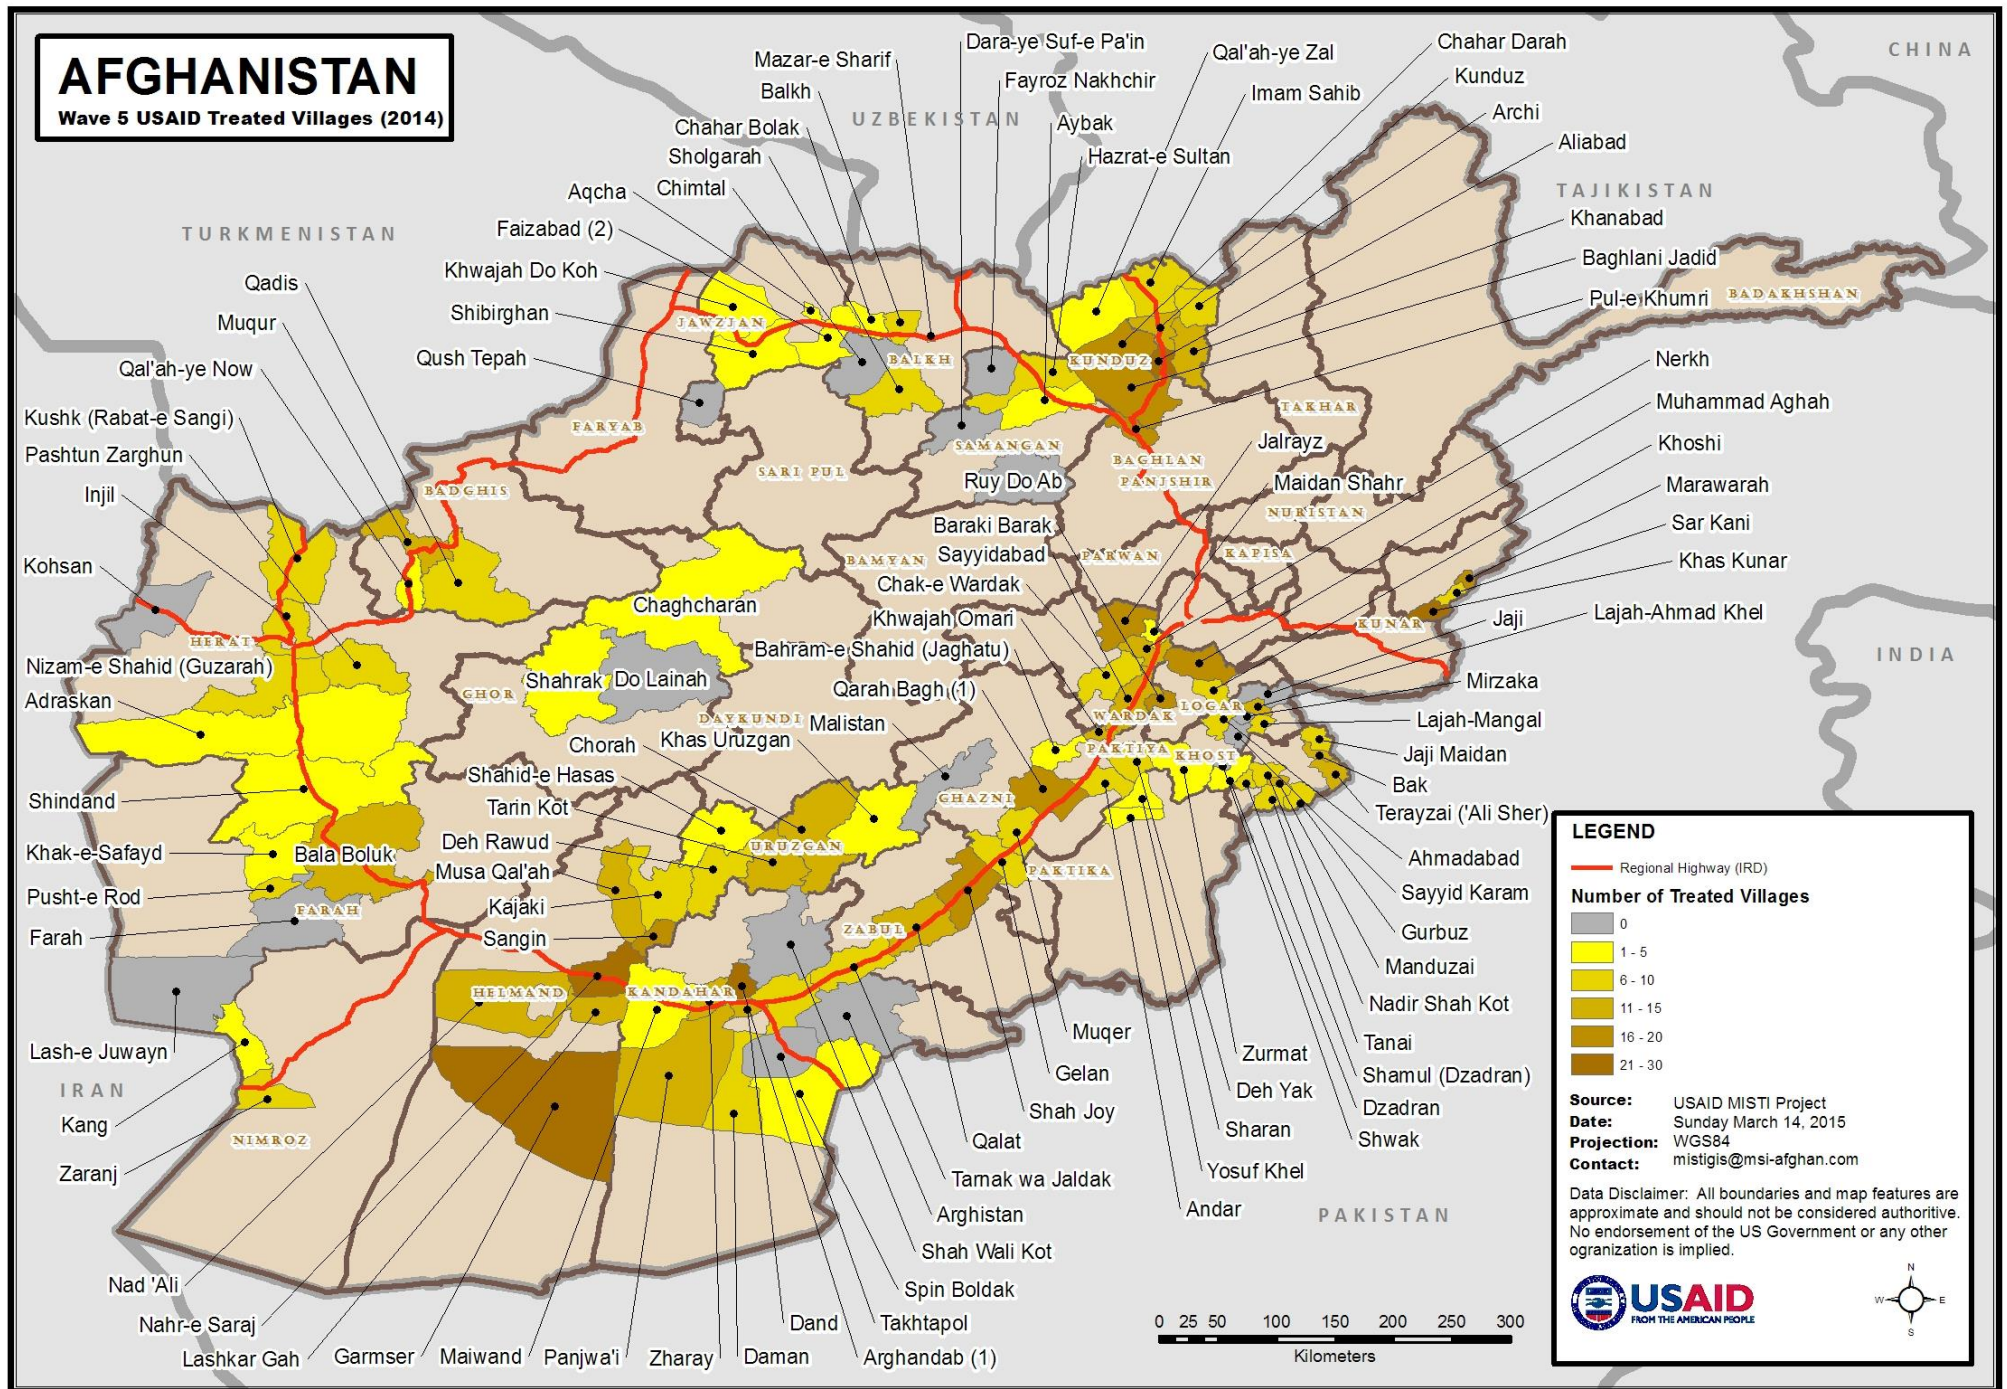 AFGHANISTAN
Wave 5 USAID Treated Villages (2014)
CHINA
UZBEKISTAN
TAJIKISTAN
TURKMENISTAN
INDIA
IRAN
PAKISTAN
Dara-ye Suf-e Pa'in
Mazar-e Sharif
Balkh
Fayroz Nakhchir
Chahar Bolak
Sholgarah
Chimtal
Aybak
Hazrat-e Sultan
Qal'ah-ye Zal
Imam Sahib
Chahar Darah
Kunduz
Archi
Aliabad
Khanabad
Baghlani Jadid
Pul-e Khumri
Aqcha
Faizabad (2)
Khwajah Do Koh
Shibirghan
Qush Tepah
Qadis
Muqur
Qal'ah-ye Now
Kushk (Rabat-e Sangi)
Pashtun Zarghun
Injil
Kohsan
Nizam-e Shahid (Guzarah)
Adraskan
Shindand
Khak-e-Safayd
Pusht-e Rod
Farah
Lash-e Juwayn
Kang
Zaranj
Bala Boluk
Chaghcharan
Shahrak
Do Lainah
Ruy Do Ab
Jalrayz
Maidan Shahr
Baraki Barak
Sayyidabad
Chak-e Wardak
Khwajah Omari
Bahram-e Shahid (Jaghatu)
Qarah Bagh (1)
Malistan
Khas Uruzgan
Chorah
Shahid-e Hasas
Tarin Kot
Deh Rawud
Musa Qal'ah
Kajaki
Sangin
Nerkh
Muhammad Aghah
Khoshi
Marawarah
Sar Kani
Khas Kunar
Jaji
Lajah-Ahmad Khel
Mirzaka
Lajah-Mangal
Jaji Maidan
Bak
Terayzai ('Ali Sher)
Ahmadabad
Sayyid Karam
Gurbuz
Manduzai
Nadir Shah Kot
Tanai
Shamul (Dzadran)
Dzadran
Shwak
Zurmat
Deh Yak
Sharan
Yosuf Khel
Andar
Muqer
Gelan
Shah Joy
Qalat
Tarnak wa Jaldak
Arghistan
Shah Wali Kot
Spin Boldak
Takhtapol
Arghandab (1)
Dand
Daman
Zharay
Panjwa'i
Maiwand
Garmser
Lashkar Gah
Nahr-e Saraj
Nad 'Ali
JAWZJAN
BALKH
KUNDUZ
BADAKHSHAN
TAKHAR
FARYAB
SARI PUL
SAMANGAN
BAGHLAN
PANJSHIR
BADGHIS
NURISTAN
BAMYAN
PARWAN
KAPISA
KUNAR
HERAT
GHOR
DAYKUNDI
WARDAK
LOGAR
PAKTIYA
KHOST
GHAZNI
URUZGAN
PAKTIKA
FARAH
ZABUL
HELMAND
KANDAHAR
NIMROZ
LEGEND
Regional Highway (IRD)
Number of Treated Villages
0
1 - 5
6 - 10
11 - 15
16 - 20
21 - 30
Source: USAID MISTI Project
Date: Sunday March 14, 2015
Projection: WGS84
Contact: mistigis@msi-afghan.com
Data Disclaimer: All boundaries and map features are
approximate and should not be considered authoritive.
No endorsement of the US Government or any other
ogranization is implied.
USAID
FROM THE AMERICAN PEOPLE
N
W
E
S
0 25 50 100 150 200 250 300
Kilometers